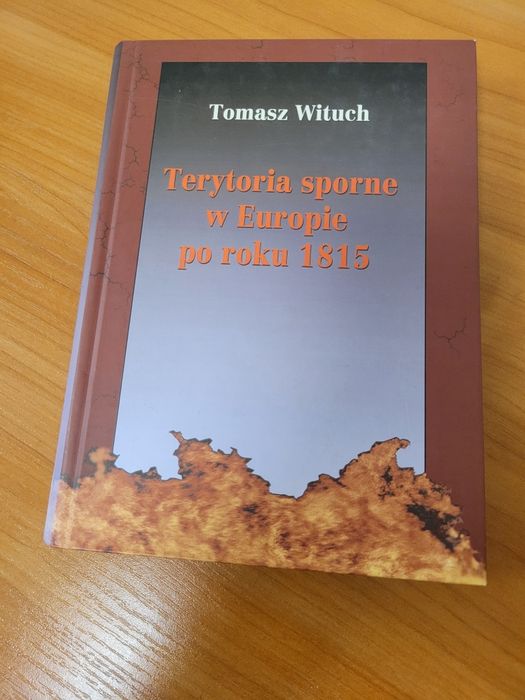 Tomasz Wituch
Terytoria sporne
w Europie
po roku 1815